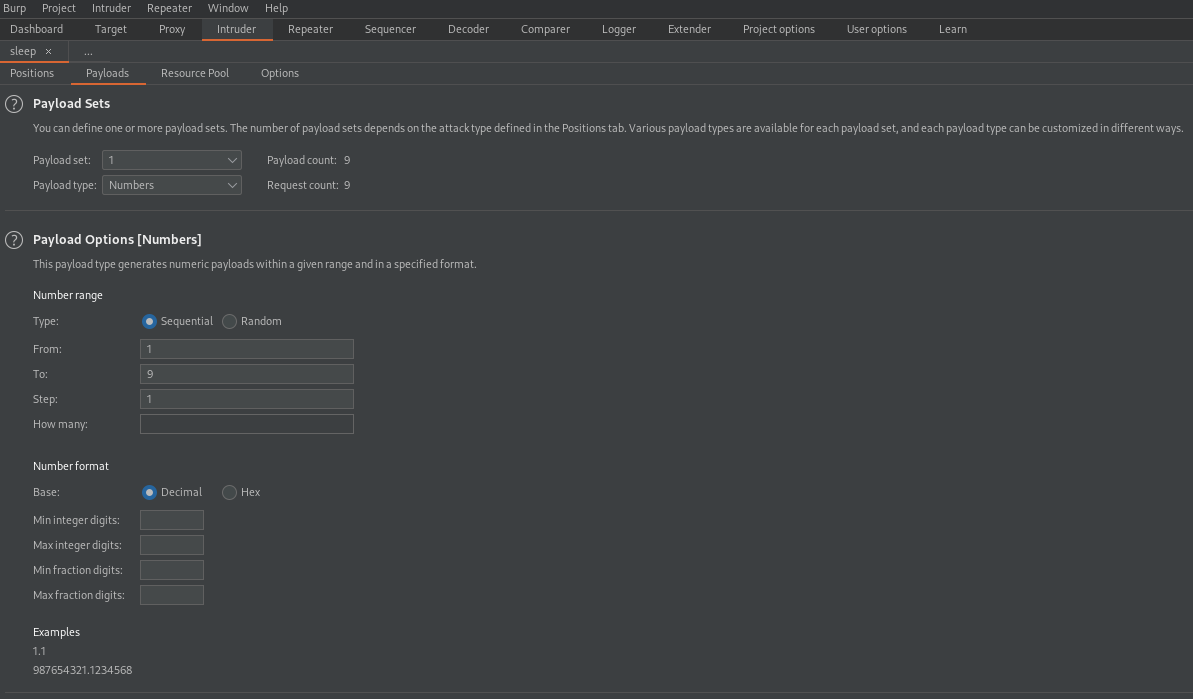 Burp Project Intruder Repeater Window Help
Dashboard Target Proxy Intruder Repeater Sequencer Decoder Comparer Logger Extender Project options User options Learn
sleep × ...
Positions Payloads Resource Pool Options
? Payload Sets
You can define one or more payload sets. The number of payload sets depends on the attack type defined in the Positions tab. Various payload types are available for each payload set, and each payload type can be customized in different ways.
Payload set: 1 Payload count: 9
Payload type: Numbers Request count: 9
? Payload Options [Numbers]
This payload type generates numeric payloads within a given range and in a specified format.
Number range
Type: Sequential Random
From: 1
To: 9
Step: 1
How many:
Number format
Base: Decimal Hex
Min integer digits:
Max integer digits:
Min fraction digits:
Max fraction digits:
Examples
1.1
987654321.1234568